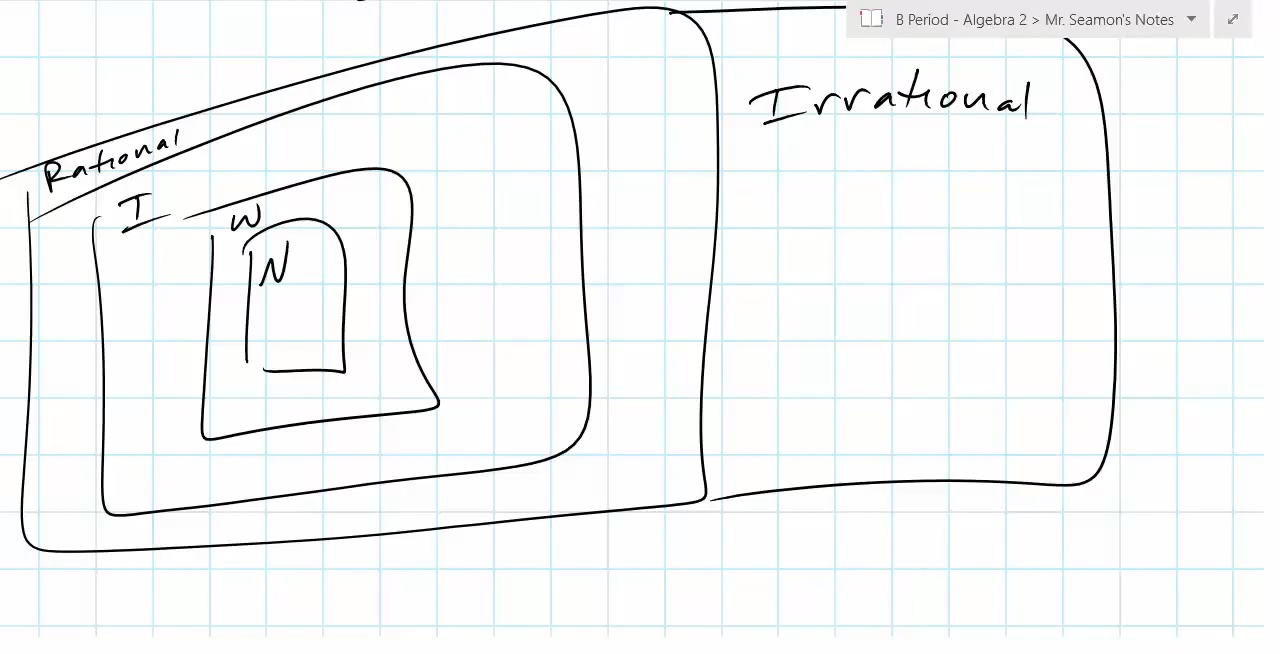 B Period - Algebra 2 > Mr. Seamon's Notes
Irrational
Rational
I
W
N